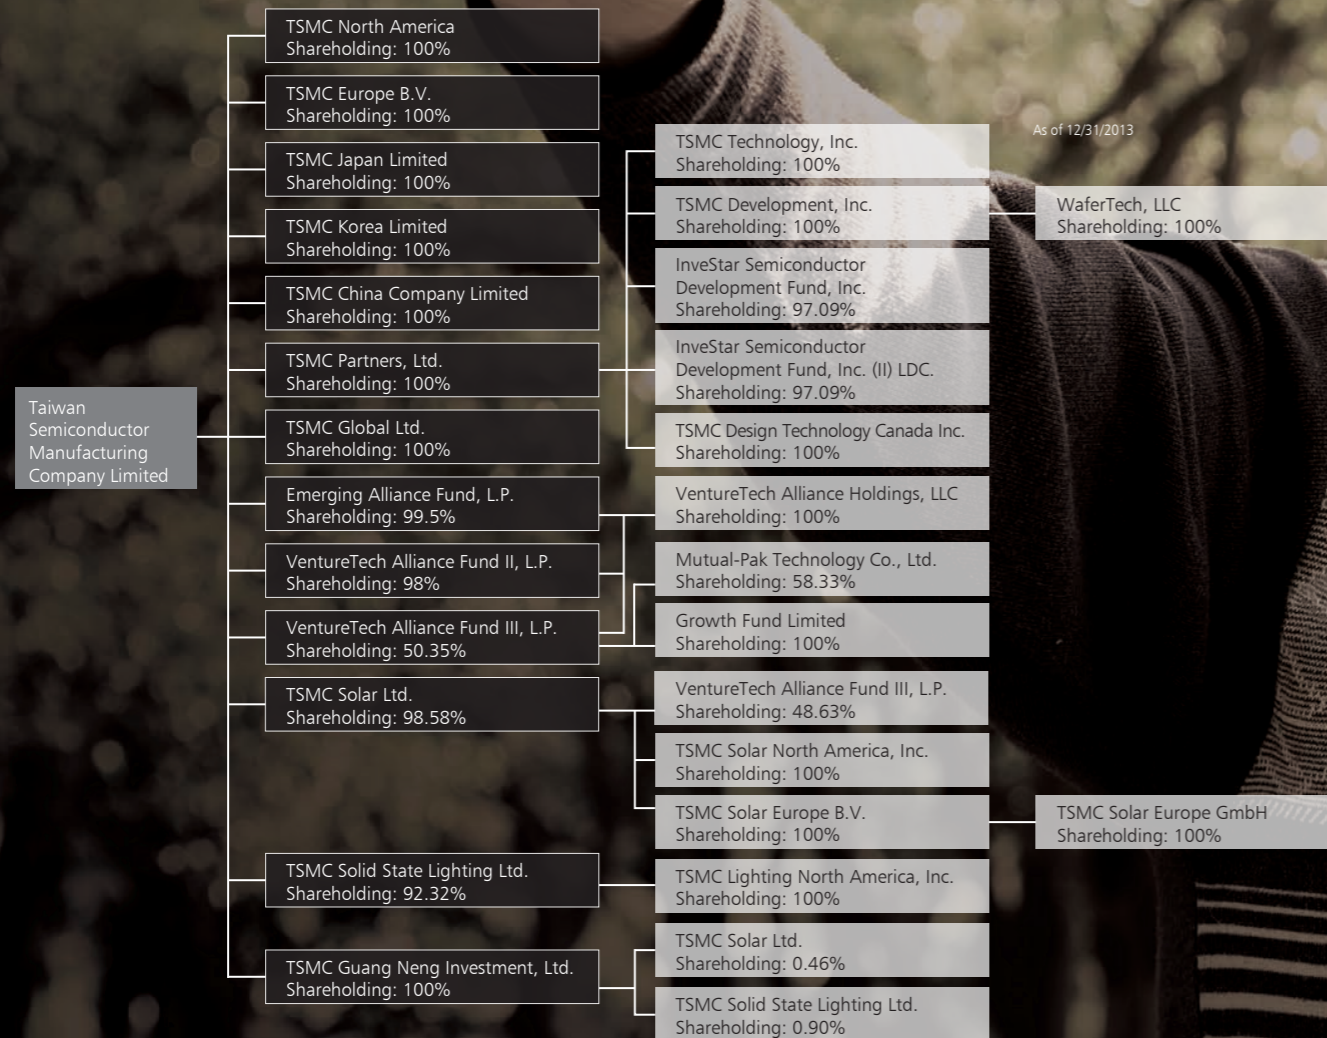 TSMC North America
Shareholding: 100%
TSMC Europe B.V.
Shareholding: 100%
TSMC Japan Limited
Shareholding: 100%
TSMC Korea Limited
Shareholding: 100%
TSMC China Company Limited
Shareholding: 100%
TSMC Partners, Ltd.
Shareholding: 100%
Taiwan
Semiconductor
Manufacturing
Company Limited
TSMC Global Ltd.
Shareholding: 100%
Emerging Alliance Fund, L.P.
Shareholding: 99.5%
VentureTech Alliance Fund II, L.P.
Shareholding: 98%
VentureTech Alliance Fund III, L.P.
Shareholding: 50.35%
TSMC Solar Ltd.
Shareholding: 98.58%
TSMC Solid State Lighting Ltd.
Shareholding: 92.32%
TSMC Guang Neng Investment, Ltd.
Shareholding: 100%
As of 12/31/2013
TSMC Technology, Inc.
Shareholding: 100%
TSMC Development, Inc.
Shareholding: 100%
WaferTech, LLC
Shareholding: 100%
InveStar Semiconductor
Development Fund, Inc.
Shareholding: 97.09%
InveStar Semiconductor
Development Fund, Inc. (II) LDC.
Shareholding: 97.09%
TSMC Design Technology Canada Inc.
Shareholding: 100%
VentureTech Alliance Holdings, LLC
Shareholding: 100%
Mutual-Pak Technology Co., Ltd.
Shareholding: 58.33%
Growth Fund Limited
Shareholding: 100%
VentureTech Alliance Fund III, L.P.
Shareholding: 48.63%
TSMC Solar North America, Inc.
Shareholding: 100%
TSMC Solar Europe B.V.
Shareholding: 100%
TSMC Solar Europe GmbH
Shareholding: 100%
TSMC Lighting North America, Inc.
Shareholding: 100%
TSMC Solar Ltd.
Shareholding: 0.46%
TSMC Solid State Lighting Ltd.
Shareholding: 0.90%